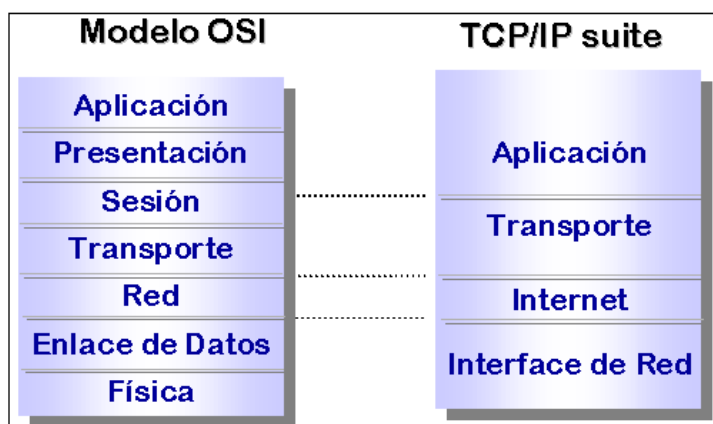 Modelo OSI
Aplicación
Presentación
Sesión
Transporte
Red
Enlace de Datos
Física
TCP/IP suite
Aplicación
Transporte
Internet
Interface de Red